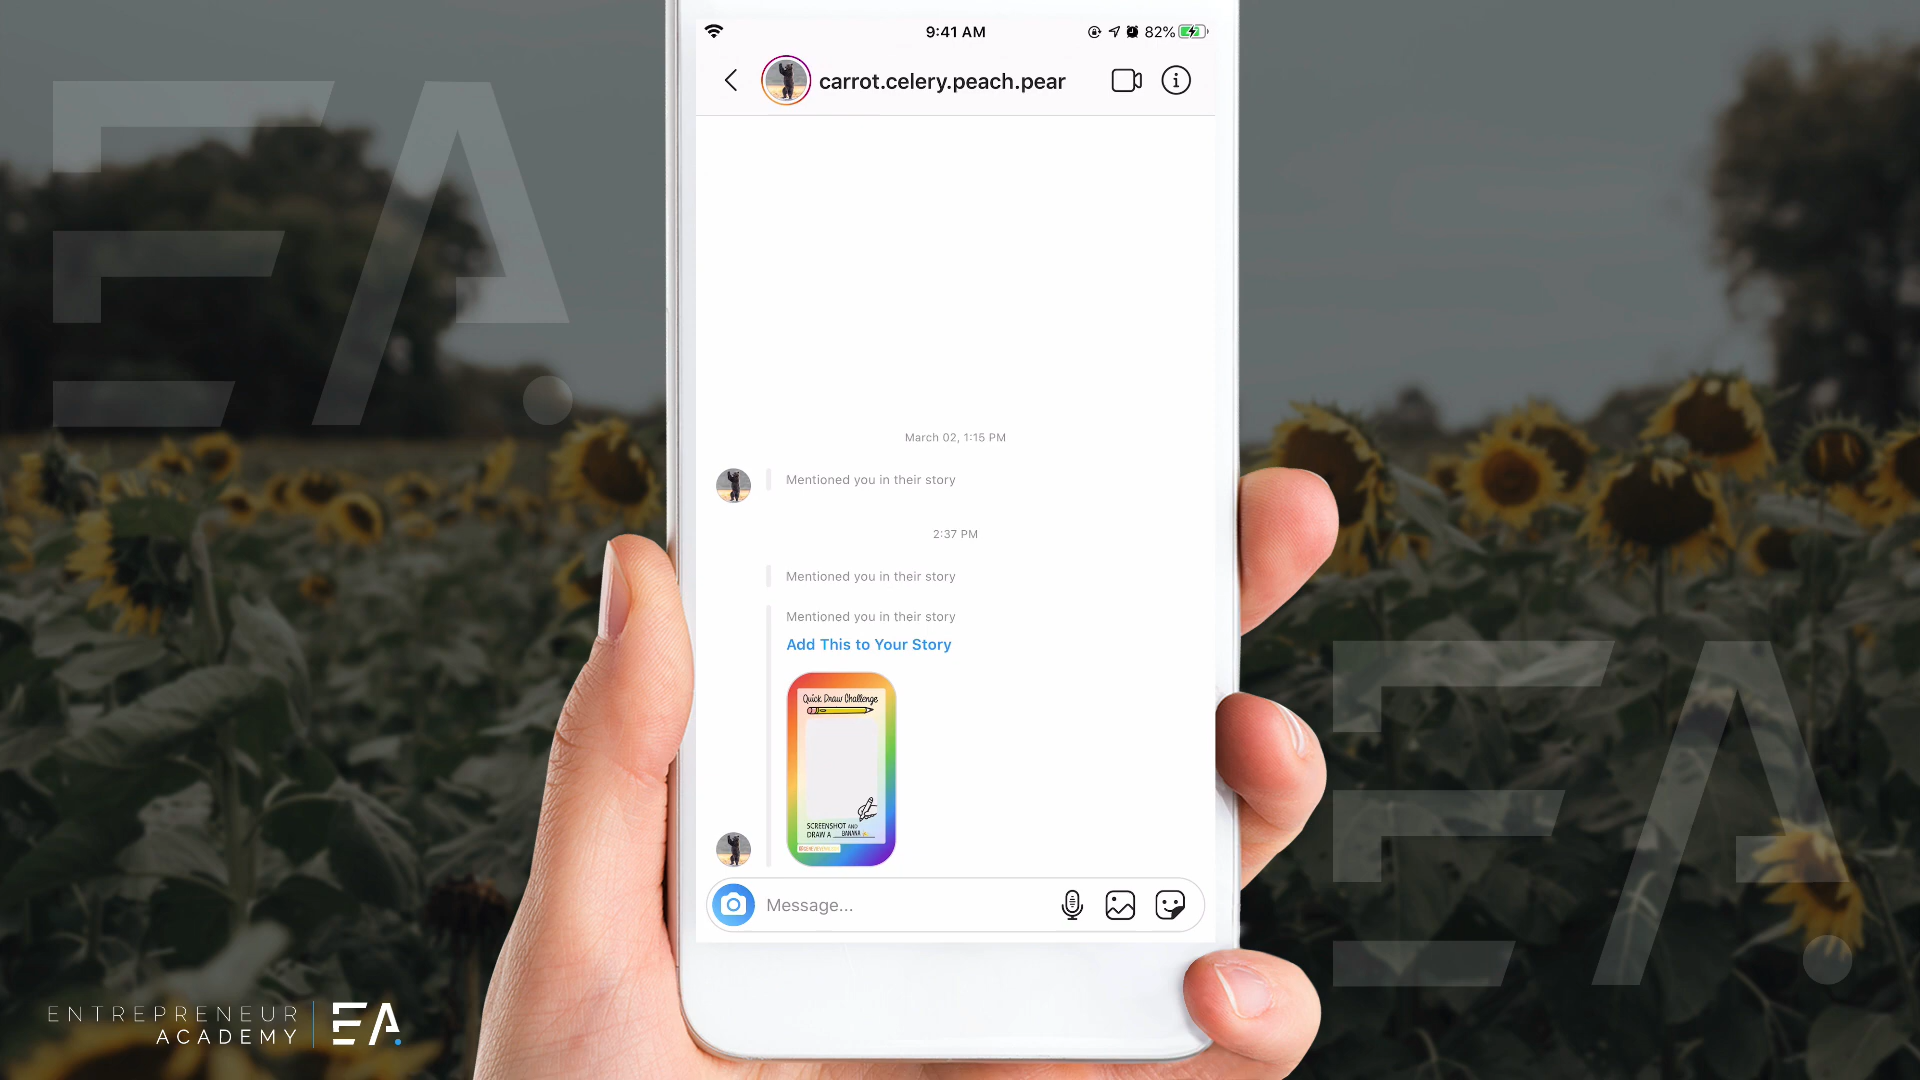 9:41 AM
82%
carrot.celery.peach.pear
March 02, 1:15 PM
Mentioned you in their story
2:37 PM
Mentioned you in their story
Mentioned you in their story
Add This to Your Story
Quick Draw Challenge
SCREENSHOT AND
DRAW A BANANA
Message...
EA.
EA.
ENTREPRENEUR
ACADEMY
EA.